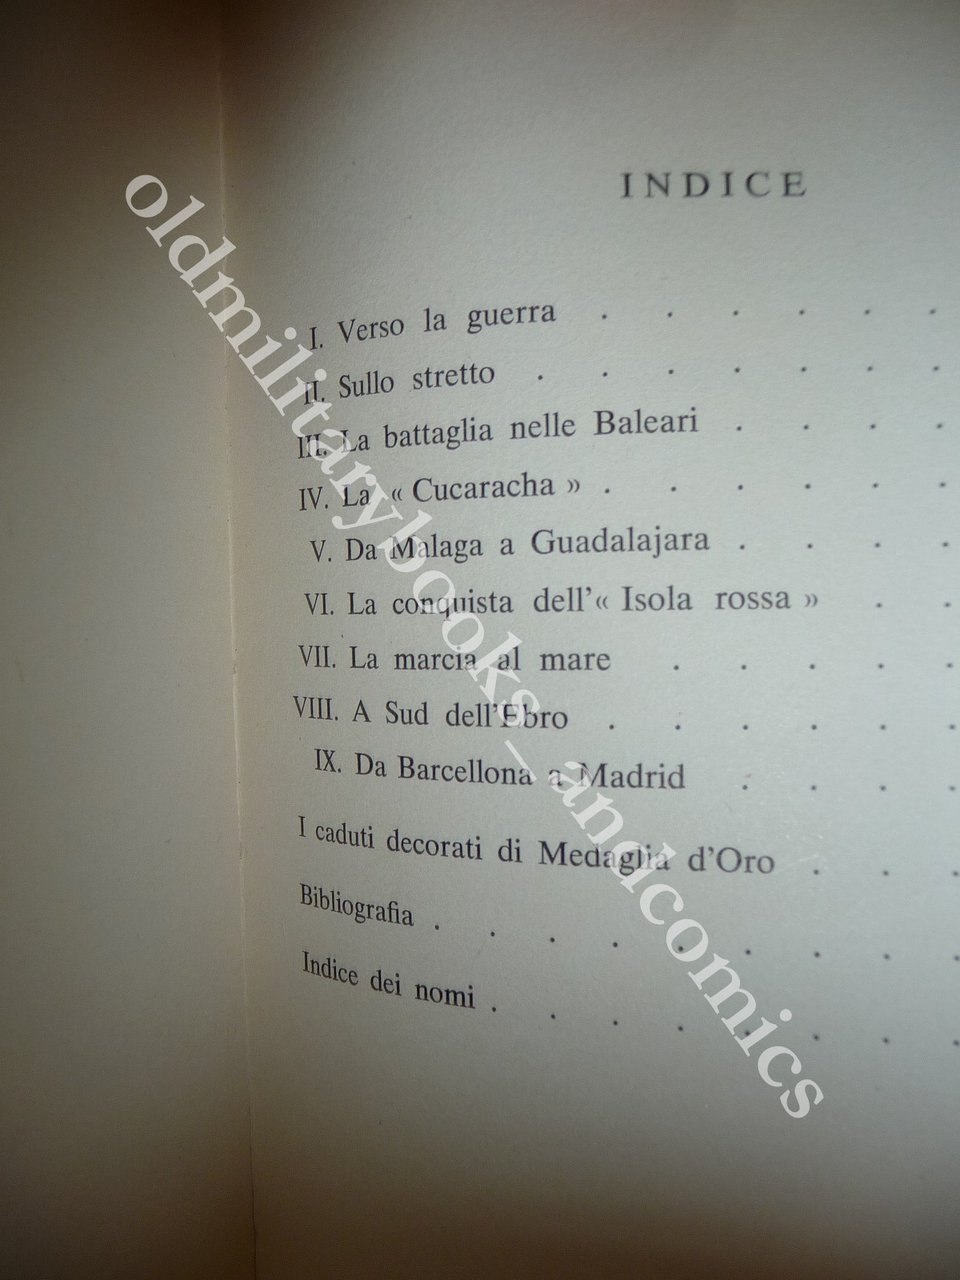 INDICE
I. Verso la guerra . . . . . .
II. Sullo stretto . . . . . . .
III. La battaglia nelle Baleari . . . .
IV. La « Cucaracha » . . . . . .
V. Da Malaga a Guadalajara . . . .
VI. La conquista dell'« Isola rossa » . .
VII. La marcia al mare . . . . .
VIII. A Sud dell'Ebro . . . . . .
IX. Da Barcellona a Madrid . . . .
I caduti decorati di Medaglia d'Oro . . .
Bibliografia . . . . . . . . .
Indice dei nomi . . . . . . . .
oldmilitarybooks_andcomics